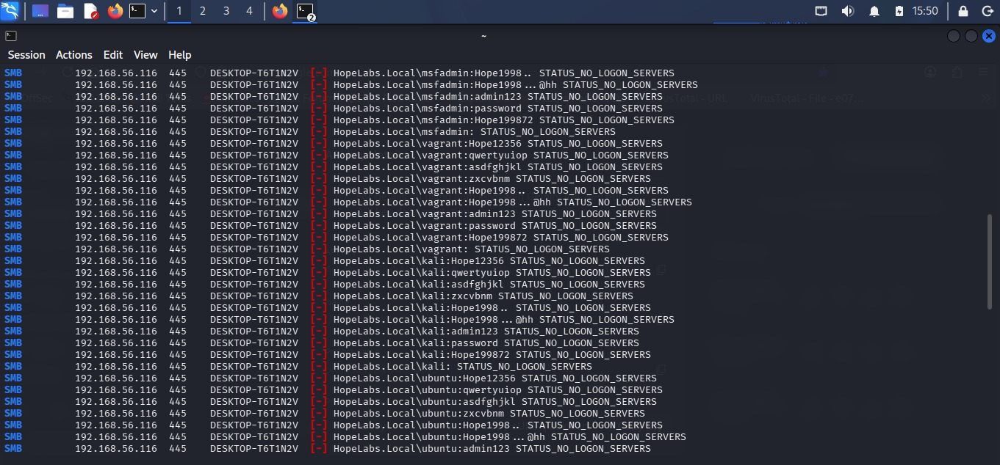 1 2 3 4 2 15:50
~
Session Actions Edit View Help
SMB 192.168.56.116 445 DESKTOP-T6T1N2V [-] HopeLabs.Local\msfadmin:Hope1998.. STATUS_NO_LOGON_SERVERS
SMB 192.168.56.116 445 DESKTOP-T6T1N2V [-] HopeLabs.Local\msfadmin:Hope1998...@hh STATUS_NO_LOGON_SERVERS
SMB 192.168.56.116 445 DESKTOP-T6T1N2V [-] HopeLabs.Local\msfadmin:admin123 STATUS_NO_LOGON_SERVERS
SMB 192.168.56.116 445 DESKTOP-T6T1N2V [-] HopeLabs.Local\msfadmin:password STATUS_NO_LOGON_SERVERS
SMB 192.168.56.116 445 DESKTOP-T6T1N2V [-] HopeLabs.Local\msfadmin:Hope199872 STATUS_NO_LOGON_SERVERS
SMB 192.168.56.116 445 DESKTOP-T6T1N2V [-] HopeLabs.Local\msfadmin: STATUS_NO_LOGON_SERVERS
SMB 192.168.56.116 445 DESKTOP-T6T1N2V [-] HopeLabs.Local\vagrant:Hope12356 STATUS_NO_LOGON_SERVERS
SMB 192.168.56.116 445 DESKTOP-T6T1N2V [-] HopeLabs.Local\vagrant:qwertyuiop STATUS_NO_LOGON_SERVERS
SMB 192.168.56.116 445 DESKTOP-T6T1N2V [-] HopeLabs.Local\vagrant:asdfghjkl STATUS_NO_LOGON_SERVERS
SMB 192.168.56.116 445 DESKTOP-T6T1N2V [-] HopeLabs.Local\vagrant:zxcvbnm STATUS_NO_LOGON_SERVERS
SMB 192.168.56.116 445 DESKTOP-T6T1N2V [-] HopeLabs.Local\vagrant:Hope1998.. STATUS_NO_LOGON_SERVERS
SMB 192.168.56.116 445 DESKTOP-T6T1N2V [-] HopeLabs.Local\vagrant:Hope1998...@hh STATUS_NO_LOGON_SERVERS
SMB 192.168.56.116 445 DESKTOP-T6T1N2V [-] HopeLabs.Local\vagrant:admin123 STATUS_NO_LOGON_SERVERS
SMB 192.168.56.116 445 DESKTOP-T6T1N2V [-] HopeLabs.Local\vagrant:password STATUS_NO_LOGON_SERVERS
SMB 192.168.56.116 445 DESKTOP-T6T1N2V [-] HopeLabs.Local\vagrant:Hope199872 STATUS_NO_LOGON_SERVERS
SMB 192.168.56.116 445 DESKTOP-T6T1N2V [-] HopeLabs.Local\vagrant: STATUS_NO_LOGON_SERVERS
SMB 192.168.56.116 445 DESKTOP-T6T1N2V [-] HopeLabs.Local\kali:Hope12356 STATUS_NO_LOGON_SERVERS
SMB 192.168.56.116 445 DESKTOP-T6T1N2V [-] HopeLabs.Local\kali:qwertyuiop STATUS_NO_LOGON_SERVERS
SMB 192.168.56.116 445 DESKTOP-T6T1N2V [-] HopeLabs.Local\kali:asdfghjkl STATUS_NO_LOGON_SERVERS
SMB 192.168.56.116 445 DESKTOP-T6T1N2V [-] HopeLabs.Local\kali:zxcvbnm STATUS_NO_LOGON_SERVERS
SMB 192.168.56.116 445 DESKTOP-T6T1N2V [-] HopeLabs.Local\kali:Hope1998.. STATUS_NO_LOGON_SERVERS
SMB 192.168.56.116 445 DESKTOP-T6T1N2V [-] HopeLabs.Local\kali:Hope1998...@hh STATUS_NO_LOGON_SERVERS
SMB 192.168.56.116 445 DESKTOP-T6T1N2V [-] HopeLabs.Local\kali:admin123 STATUS_NO_LOGON_SERVERS
SMB 192.168.56.116 445 DESKTOP-T6T1N2V [-] HopeLabs.Local\kali:password STATUS_NO_LOGON_SERVERS
SMB 192.168.56.116 445 DESKTOP-T6T1N2V [-] HopeLabs.Local\kali:Hope199872 STATUS_NO_LOGON_SERVERS
SMB 192.168.56.116 445 DESKTOP-T6T1N2V [-] HopeLabs.Local\kali: STATUS_NO_LOGON_SERVERS
SMB 192.168.56.116 445 DESKTOP-T6T1N2V [-] HopeLabs.Local\ubuntu:Hope12356 STATUS_NO_LOGON_SERVERS
SMB 192.168.56.116 445 DESKTOP-T6T1N2V [-] HopeLabs.Local\ubuntu:qwertyuiop STATUS_NO_LOGON_SERVERS
SMB 192.168.56.116 445 DESKTOP-T6T1N2V [-] HopeLabs.Local\ubuntu:asdfghjkl STATUS_NO_LOGON_SERVERS
SMB 192.168.56.116 445 DESKTOP-T6T1N2V [-] HopeLabs.Local\ubuntu:zxcvbnm STATUS_NO_LOGON_SERVERS
SMB 192.168.56.116 445 DESKTOP-T6T1N2V [-] HopeLabs.Local\ubuntu:Hope1998.. STATUS_NO_LOGON_SERVERS
SMB 192.168.56.116 445 DESKTOP-T6T1N2V [-] HopeLabs.Local\ubuntu:Hope1998...@hh STATUS_NO_LOGON_SERVERS
SMB 192.168.56.116 445 DESKTOP-T6T1N2V [-] HopeLabs.Local\ubuntu:admin123 STATUS_NO_LOGON_SERVERS